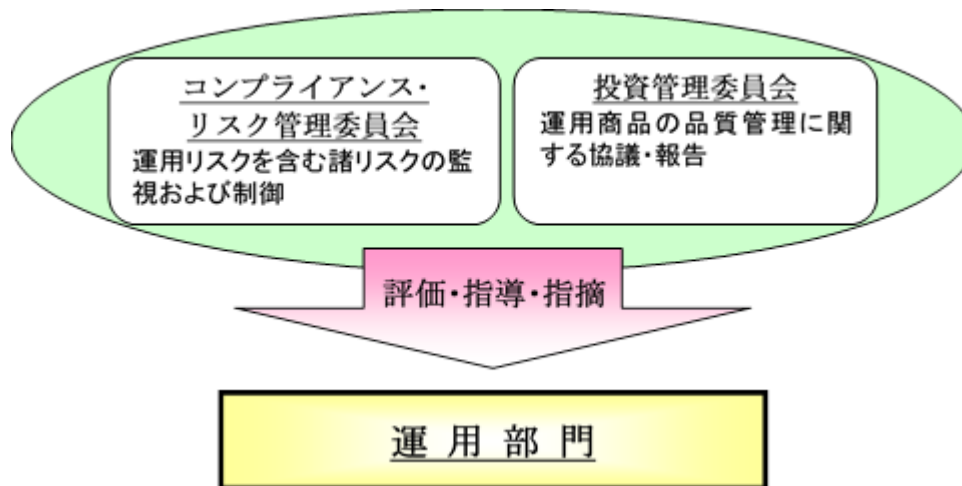 コンプライアンス・
リスク管理委員会
運用リスクを含む諸リスクの監
視および制御
投資管理委員会
運用商品の品質管理に関
する協議・報告
評価・指導・指摘
運用部門